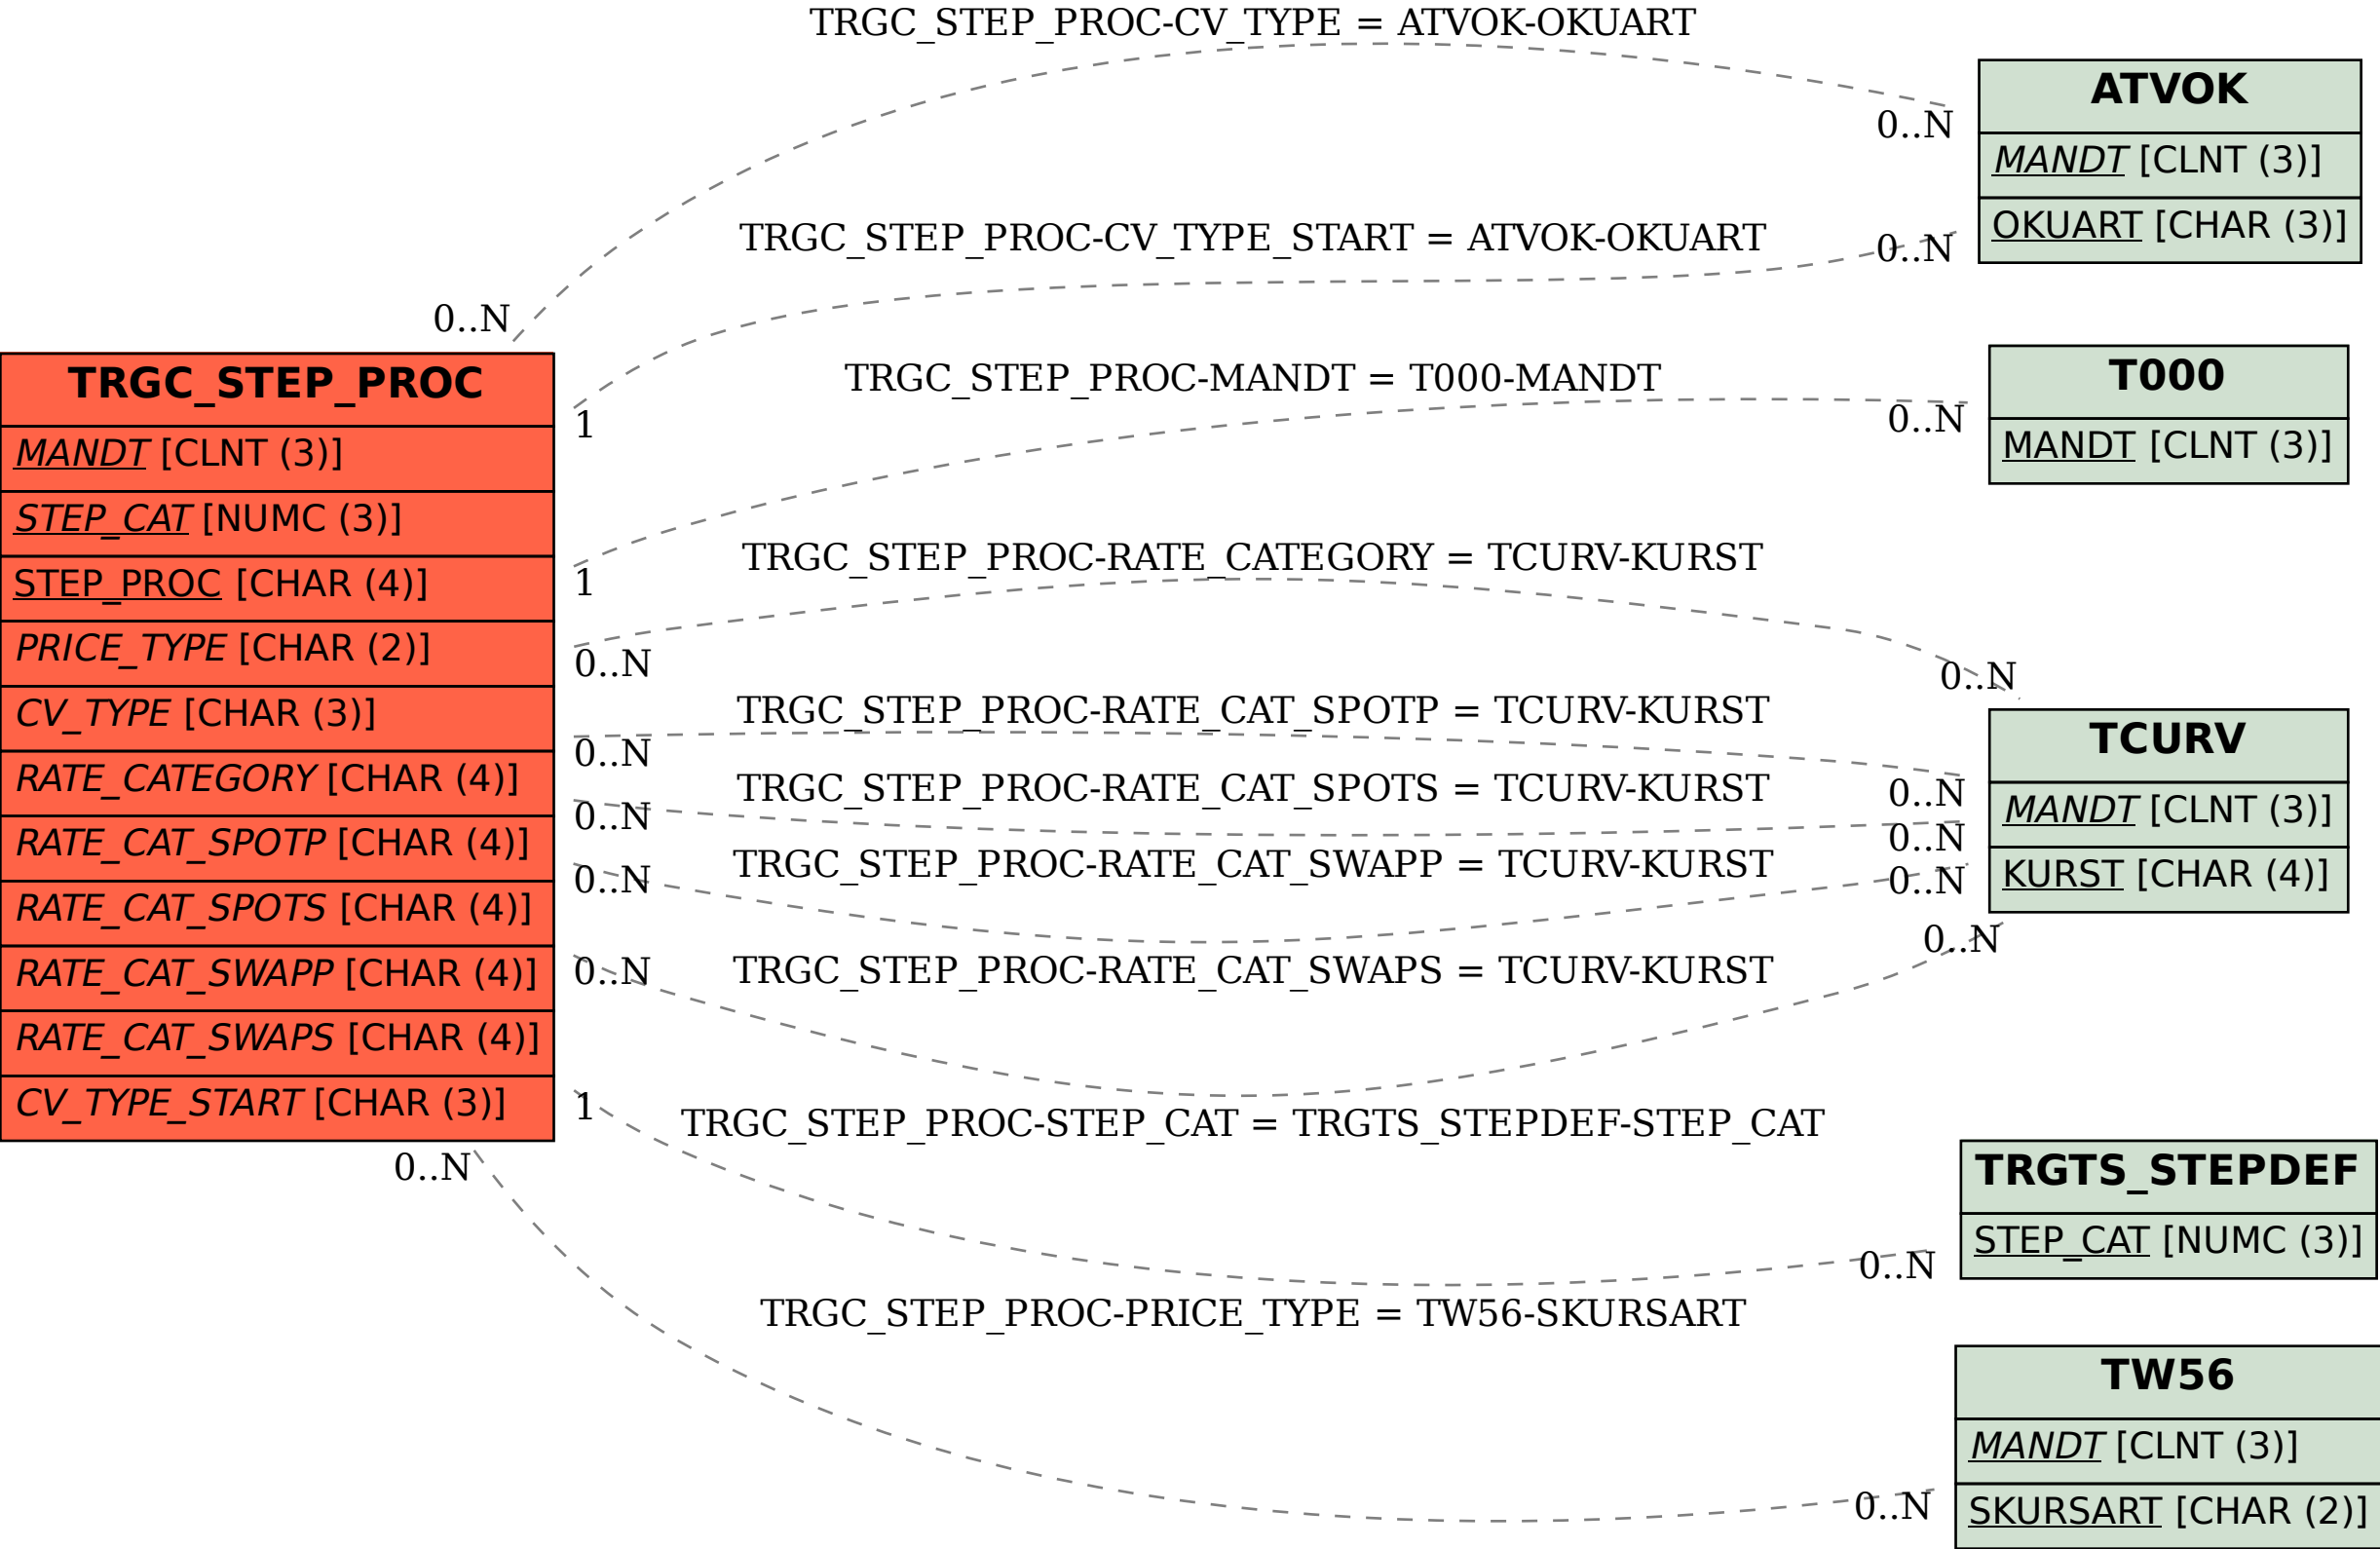 TRGC_STEP_PROC-CV_TYPE = ATVOK-OKUART
0..N
0..N
TRGC_STEP_PROC-CV_TYPE_START = ATVOK-OKUART
1
0..N
TRGC_STEP_PROC-MANDT = T000-MANDT
1
0..N
TRGC_STEP_PROC-RATE_CATEGORY = TCURV-KURST
0..N
0..N
TRGC_STEP_PROC-RATE_CAT_SPOTP = TCURV-KURST
0..N
0..N
TRGC_STEP_PROC-RATE_CAT_SPOTS = TCURV-KURST
0..N
0..N
TRGC_STEP_PROC-RATE_CAT_SWAPP = TCURV-KURST
0..N
0..N
TRGC_STEP_PROC-RATE_CAT_SWAPS = TCURV-KURST
0..N
0..N
TRGC_STEP_PROC-STEP_CAT = TRGTS_STEPDEF-STEP_CAT
1
0..N
TRGC_STEP_PROC-PRICE_TYPE = TW56-SKURSART
0..N
0..N
TRGC_STEP_PROC
MANDT [CLNT (3)]
STEP_CAT [NUMC (3)]
STEP_PROC [CHAR (4)]
PRICE_TYPE [CHAR (2)]
CV_TYPE [CHAR (3)]
RATE_CATEGORY [CHAR (4)]
RATE_CAT_SPOTP [CHAR (4)]
RATE_CAT_SPOTS [CHAR (4)]
RATE_CAT_SWAPP [CHAR (4)]
RATE_CAT_SWAPS [CHAR (4)]
CV_TYPE_START [CHAR (3)]
ATVOK
MANDT [CLNT (3)]
OKUART [CHAR (3)]
T000
MANDT [CLNT (3)]
TCURV
MANDT [CLNT (3)]
KURST [CHAR (4)]
TRGTS_STEPDEF
STEP_CAT [NUMC (3)]
TW56
MANDT [CLNT (3)]
SKURSART [CHAR (2)]